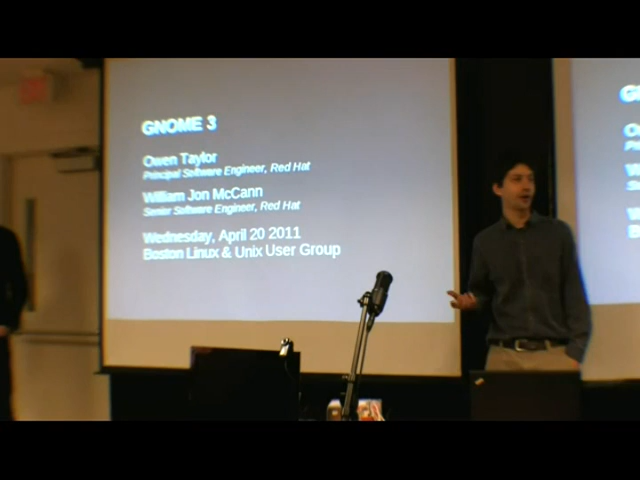 GNOME 3
Owen Taylor
Principal Software Engineer, Red Hat
William Jon McCann
Senior Software Engineer, Red Hat
Wednesday, April 20 2011
Boston Linux & Unix User Group